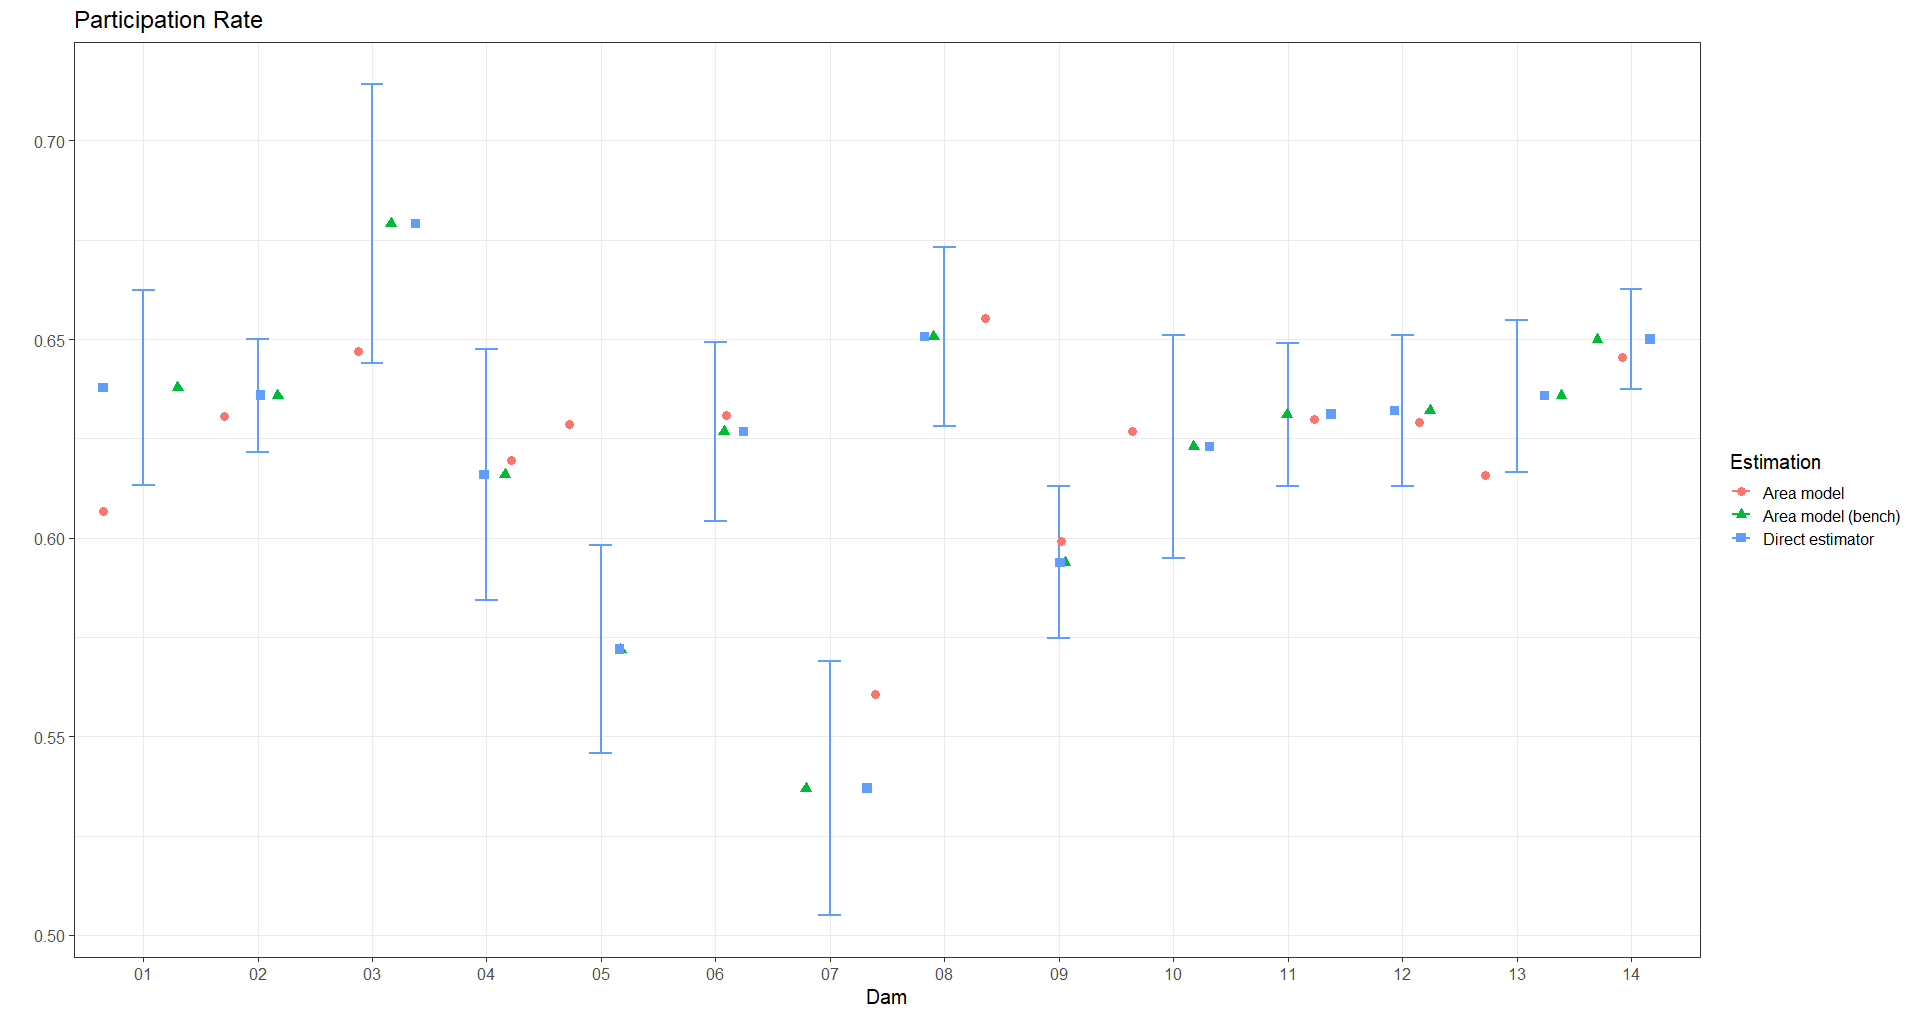 Participation Rate
0.70
0.65
0.60
0.55
0.50
01 02 03 04 05 06 07 08 09 10 11 12 13 14
Dam
Estimation
Area model
Area model (bench)
Direct estimator